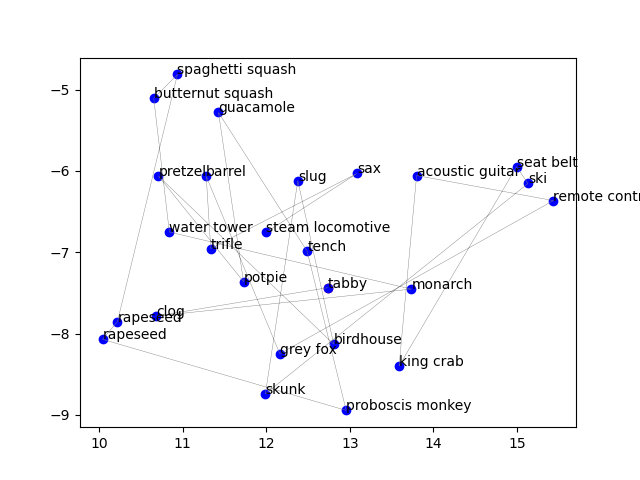 spaghetti squash
−5
butternut squash
guacamole
−6
pretzel
barrel
slug
sax
acoustic guitar
seat belt
ski
remote contr
water tower
steam locomotive
−7
trifle
tench
potpie
tabby
monarch
clog
rapeseed
−8
rapeseed
birdhouse
grey fox
king crab
skunk
proboscis monkey
−9
10
11
12
13
14
15